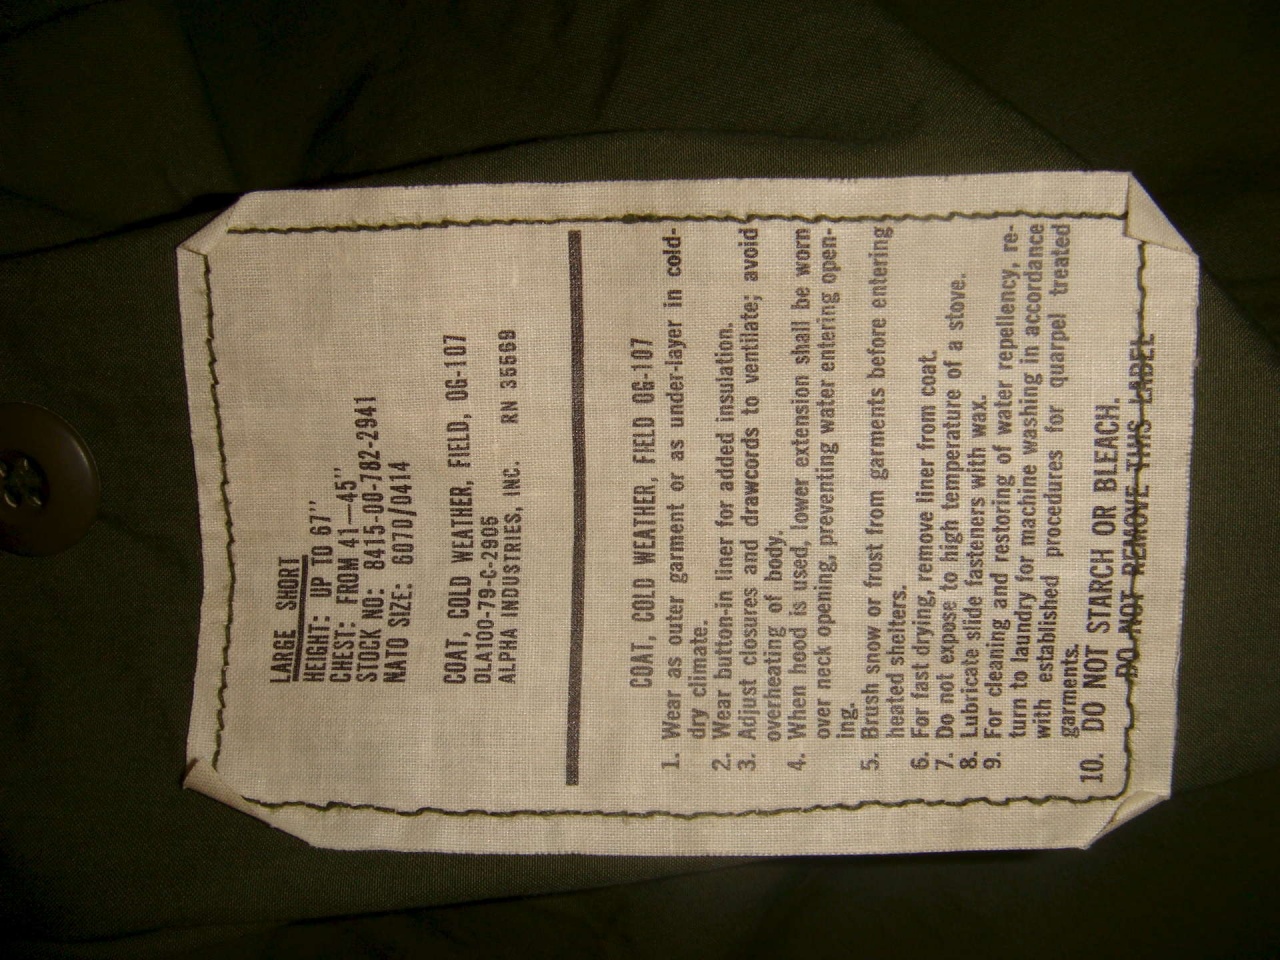 LARGE SHORT
HEIGHT: UP TO 67"
CHEST: FROM 41—45"
STOCK NO: 8415-00-782-2941
NATO SIZE: 6070/0414
COAT, COLD WEATHER, FIELD, OG-107
DLA100-79-C-2905
ALPHA INDUSTRIES, INC. RN 35569
COAT, COLD WEATHER, FIELD OG-107
1. Wear as outer garment or as under-layer in cold-
dry climate.
2. Wear button-in liner for added insulation.
3. Adjust closures and drawcords to ventilate; avoid
overheating of body.
4. When hood is used, lower extension shall be worn
over neck opening, preventing water entering open-
ing.
5. Brush snow or frost from garments before entering
heated shelters.
6. For fast drying, remove liner from coat.
7. Do not expose to high temperature of a stove.
8. Lubricate slide fasteners with wax.
9. For cleaning and restoring of water repellency, re-
turn to laundry for machine washing in accordance
with established procedures for quarpel treated
garments.
10. DO NOT STARCH OR BLEACH.
DO NOT REMOVE THIS LABEL